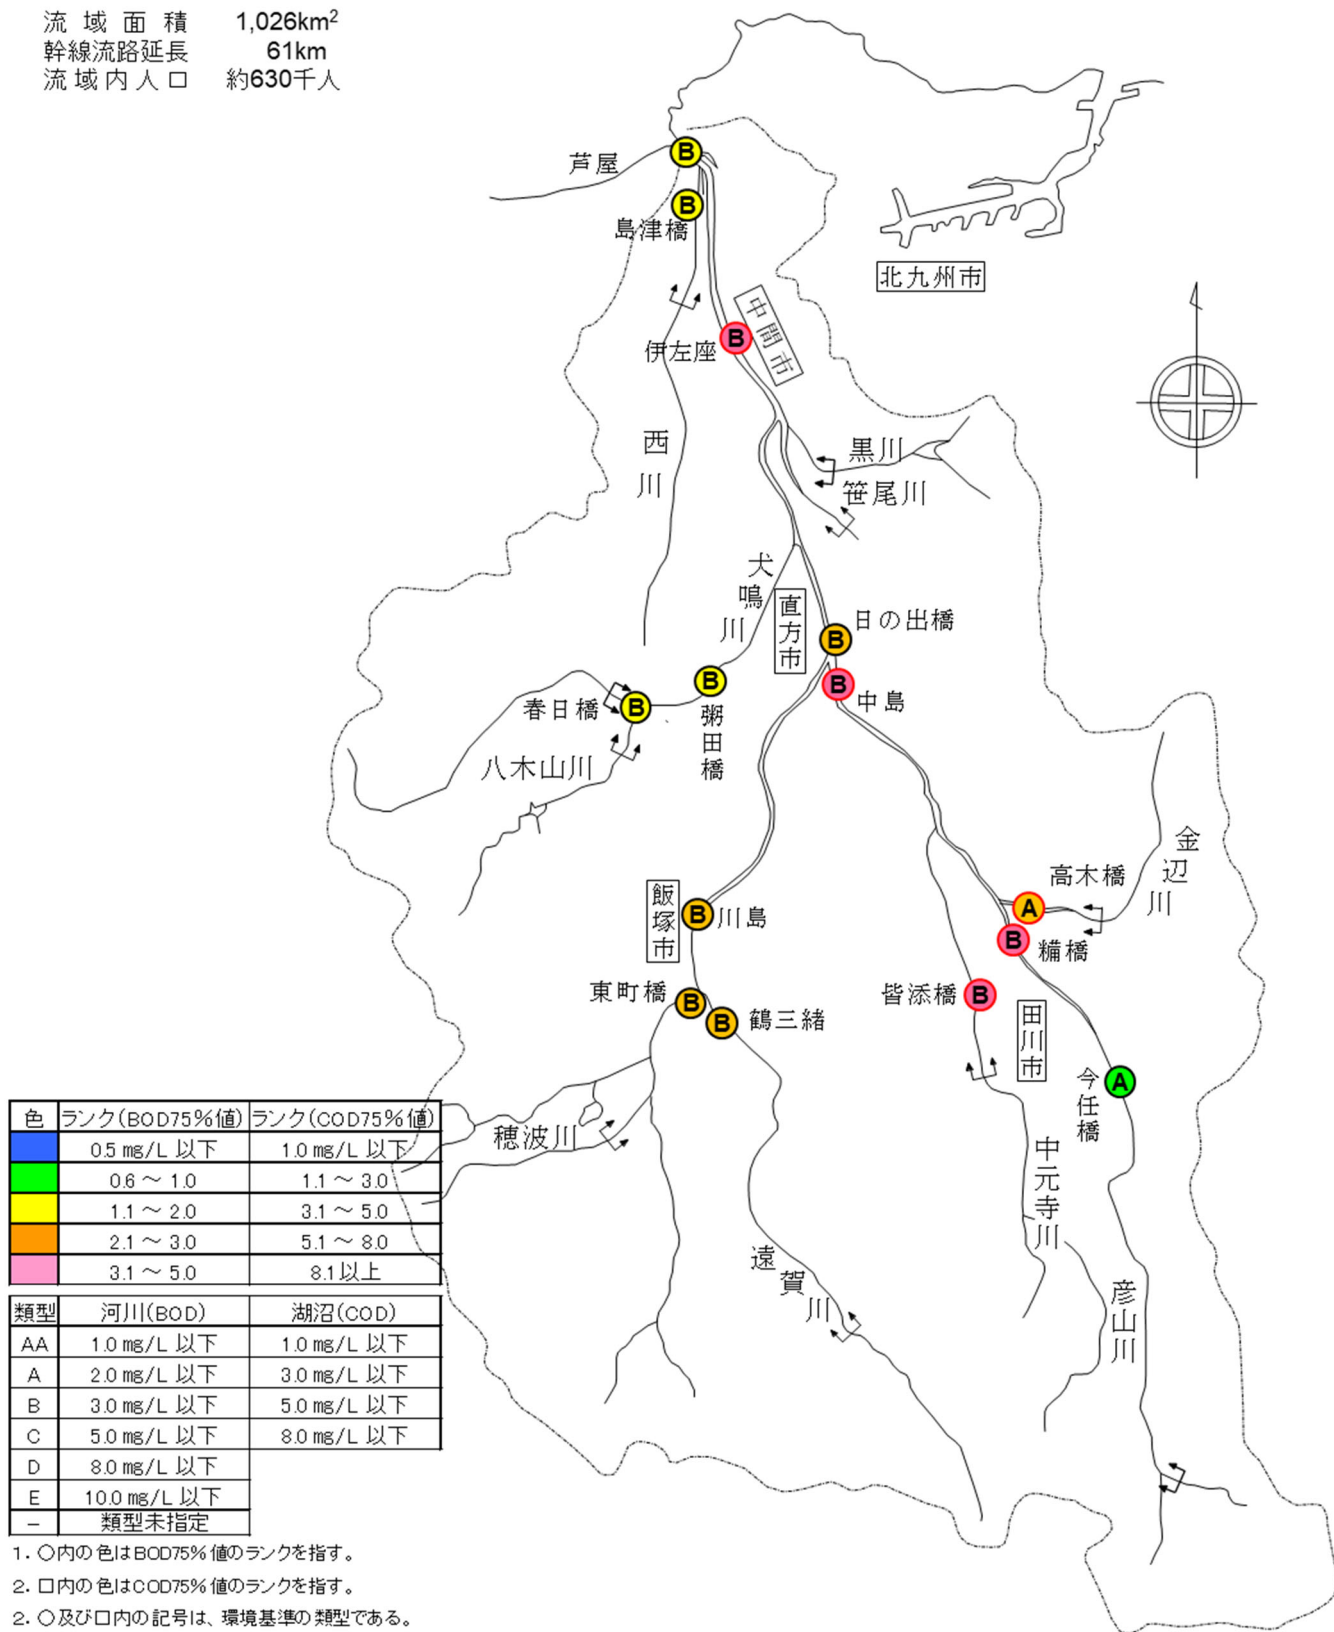 流域面積 1,026km²
幹線流路延長 61km
流域内人口 約630千人
芦屋
B
B
島津橋
北九州市
中間市
B
伊左座
西川
黒川
笹尾川
犬鳴川
直方市
日の出橋
B
B
中島
B
粥田橋
春日橋
B
八木山川
金辺川
高木橋
A
飯塚市
B
川島
B
糒橋
東町橋
B
B
鶴三緒
皆添橋
B
田川市
A
今任橋
穂波川
中元寺川
遠賀川
彦山川
色 ランク(BOD75%値) ランク(COD75%値)
0.5 mg/L 以下 1.0 mg/L 以下
0.6 ～ 1.0 1.1 ～ 3.0
1.1 ～ 2.0 3.1 ～ 5.0
2.1 ～ 3.0 5.1 ～ 8.0
3.1 ～ 5.0 8.1以上
類型 河川(BOD) 湖沼(COD)
AA 1.0 mg/L 以下 1.0 mg/L 以下
A 2.0 mg/L 以下 3.0 mg/L 以下
B 3.0 mg/L 以下 5.0 mg/L 以下
C 5.0 mg/L 以下 8.0 mg/L 以下
D 8.0 mg/L 以下
E 10.0 mg/L 以下
－ 類型未指定
1. ○内の色はBOD75%値のランクを指す。
2. 口内の色はCOD75%値のランクを指す。
2. ○及び口内の記号は、環境基準の類型である。